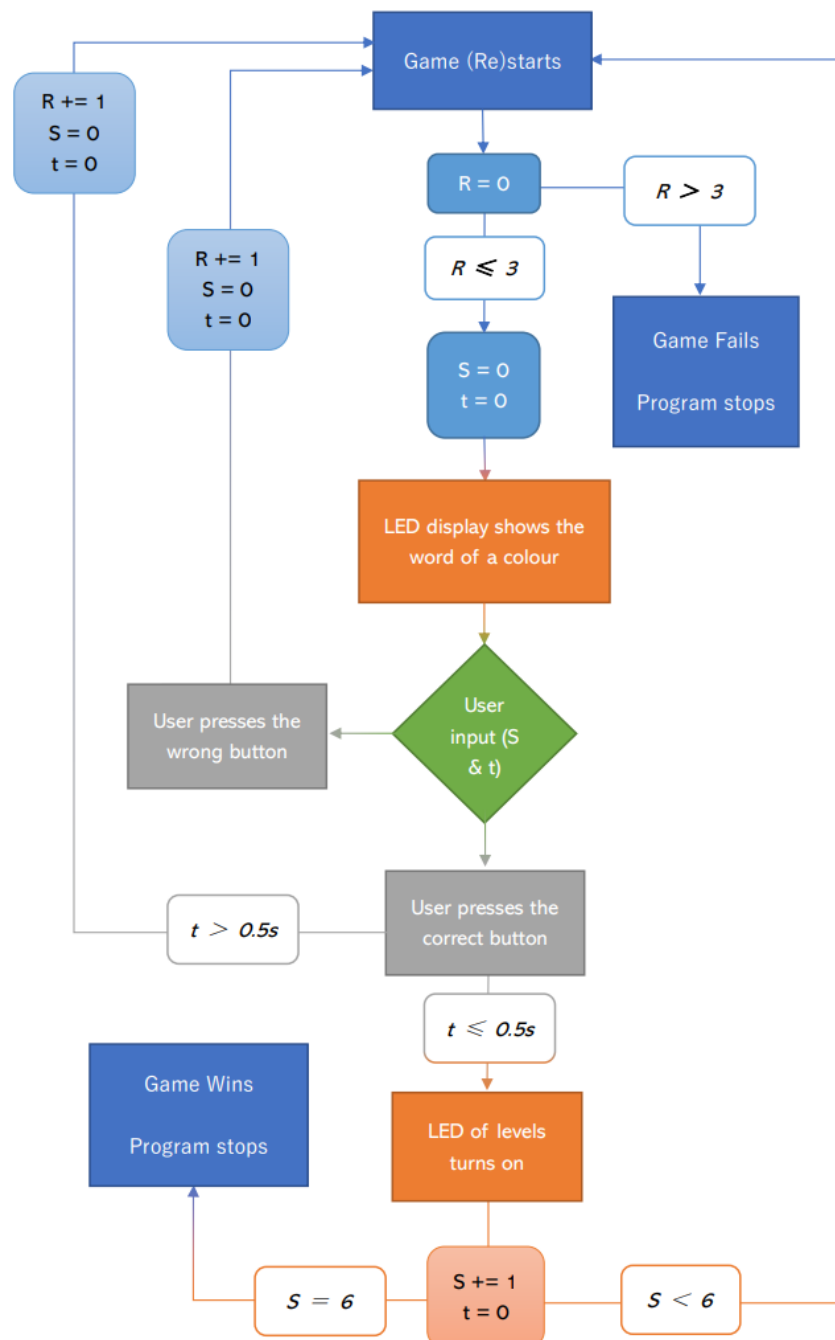 Game (Re)starts
R += 1
S = 0
t = 0
R = 0
R > 3
R += 1
S = 0
t = 0
R ⩽ 3
Game Fails
Program stops
S = 0
t = 0
LED display shows the
word of a colour
User
input (S
& t)
User presses the
wrong button
User presses the
correct button
t > 0.5s
t ⩽ 0.5s
Game Wins
Program stops
LED of levels
turns on
S = 6
S += 1
t = 0
S < 6